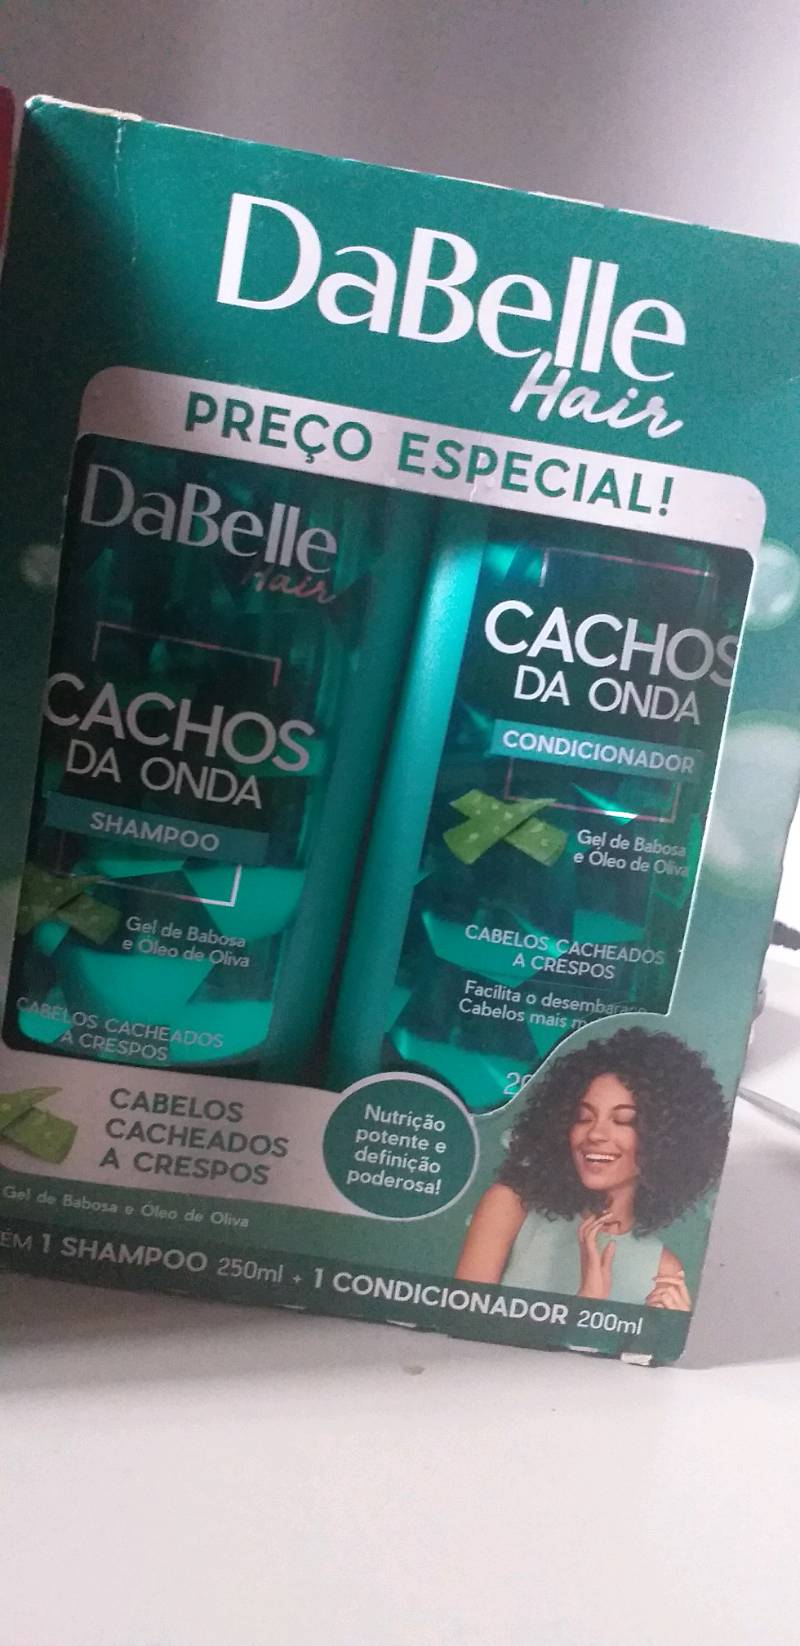 DaBelle
Hair
PREÇO ESPECIAL!
DaBelle
Hair
CACHOS
DA ONDA
SHAMPOO
Gel de Babosa
e Óleo de Oliva
CABELOS CACHEADOS
A CRESPOS
CACHOS
DA ONDA
CONDICIONADOR
Gel de Babosa
e Óleo de Oliva
CABELOS CACHEADOS
A CRESPOS
Facilita o
Cabelos mais
CABELOS
CACHEADOS
A CRESPOS
Nutrição
potente e
definição
poderosa!
Gel de Babosa e Óleo de Oliva
1 SHAMPOO 250ml + 1 CONDICIONADOR 200ml